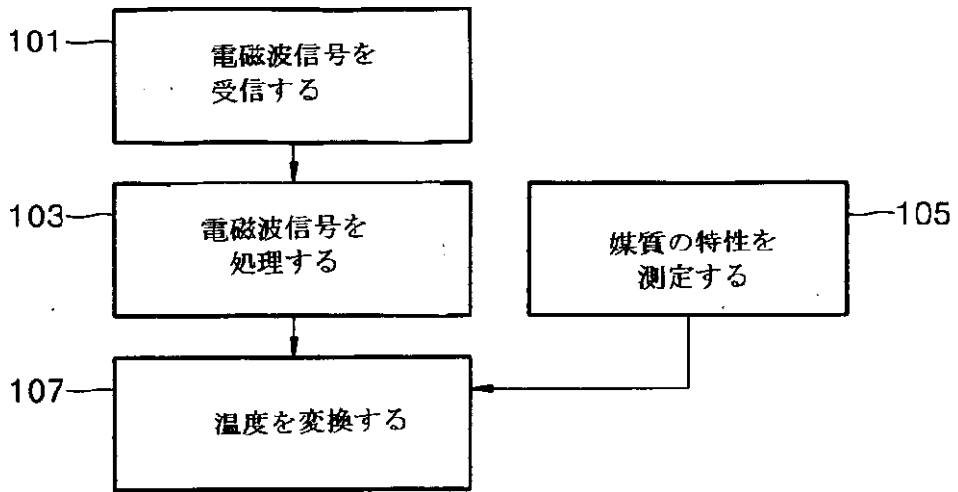 101
電磁波信号を
受信する
103
電磁波信号を
処理する
105
媒質の特性を
測定する
107
温度を変換する